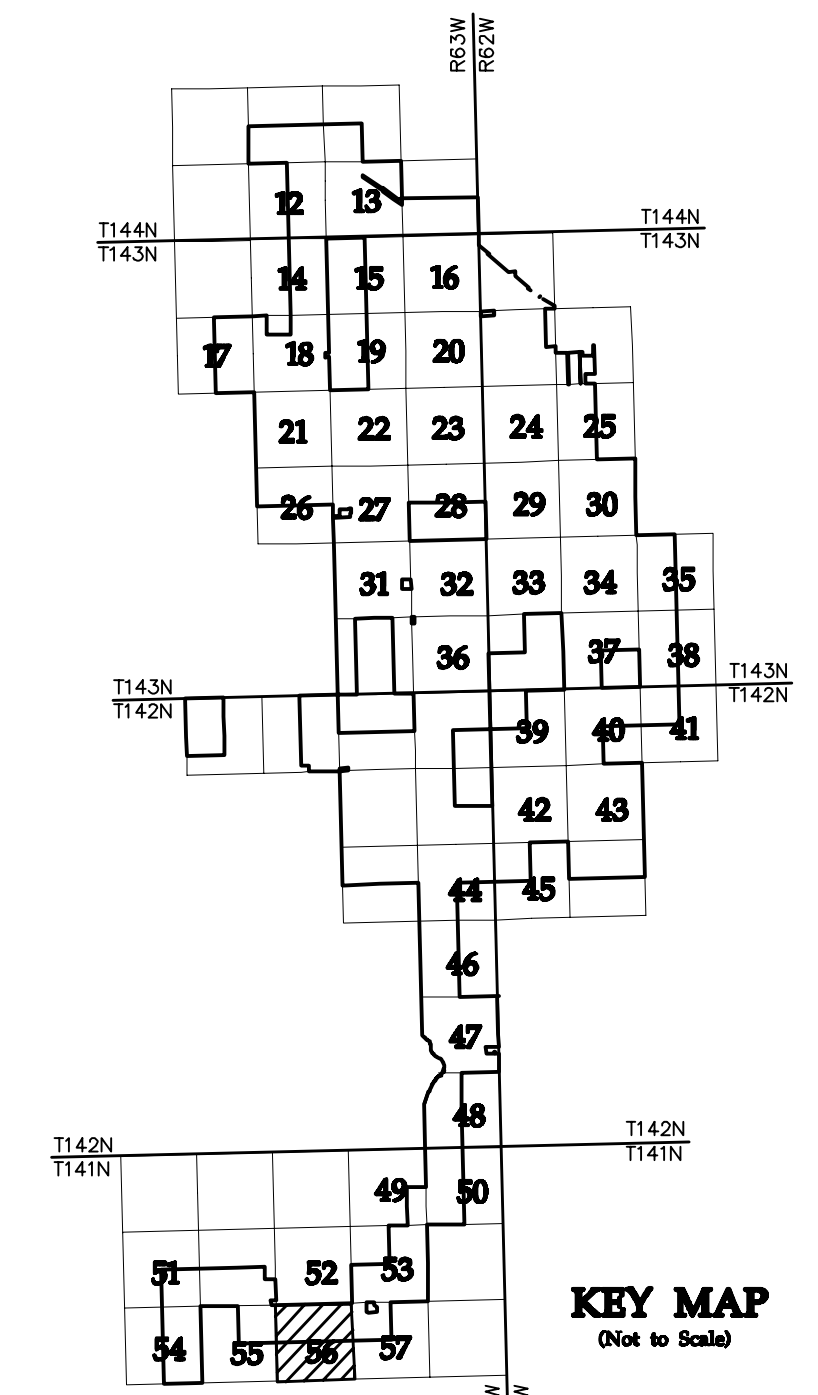 R63W
R62W
12 13
T144N T144N
T143N T143N
14 15 16
17 18 19 20
21 22 23 24 25
26 27 28 29 30
31 32 33 34 35
36 37 38
T143N T143N
T142N T142N
39 40 41
42 43
44 45
46
47
48
T142N T142N
T141N T141N
49 50
51 52 53
54 55 56 57
KEY MAP
(Not to Scale)
W
W